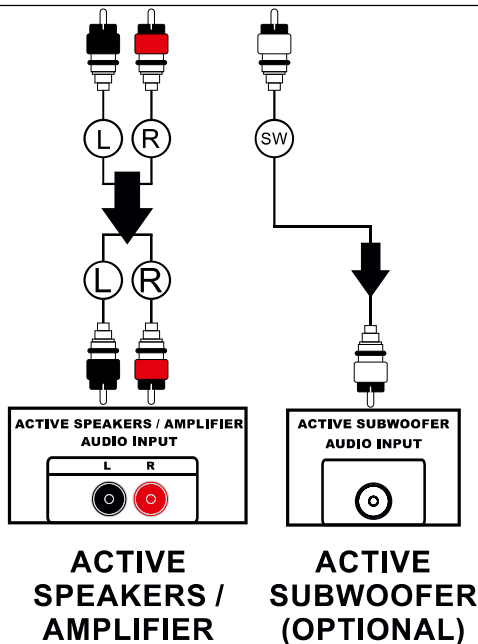 L R
SW
L R
ACTIVE SPEAKERS / AMPLIFIER
AUDIO INPUT
L R
ACTIVE SUBWOOFER
AUDIO INPUT
ACTIVE
SPEAKERS /
AMPLIFIER
ACTIVE
SUBWOOFER
(OPTIONAL)